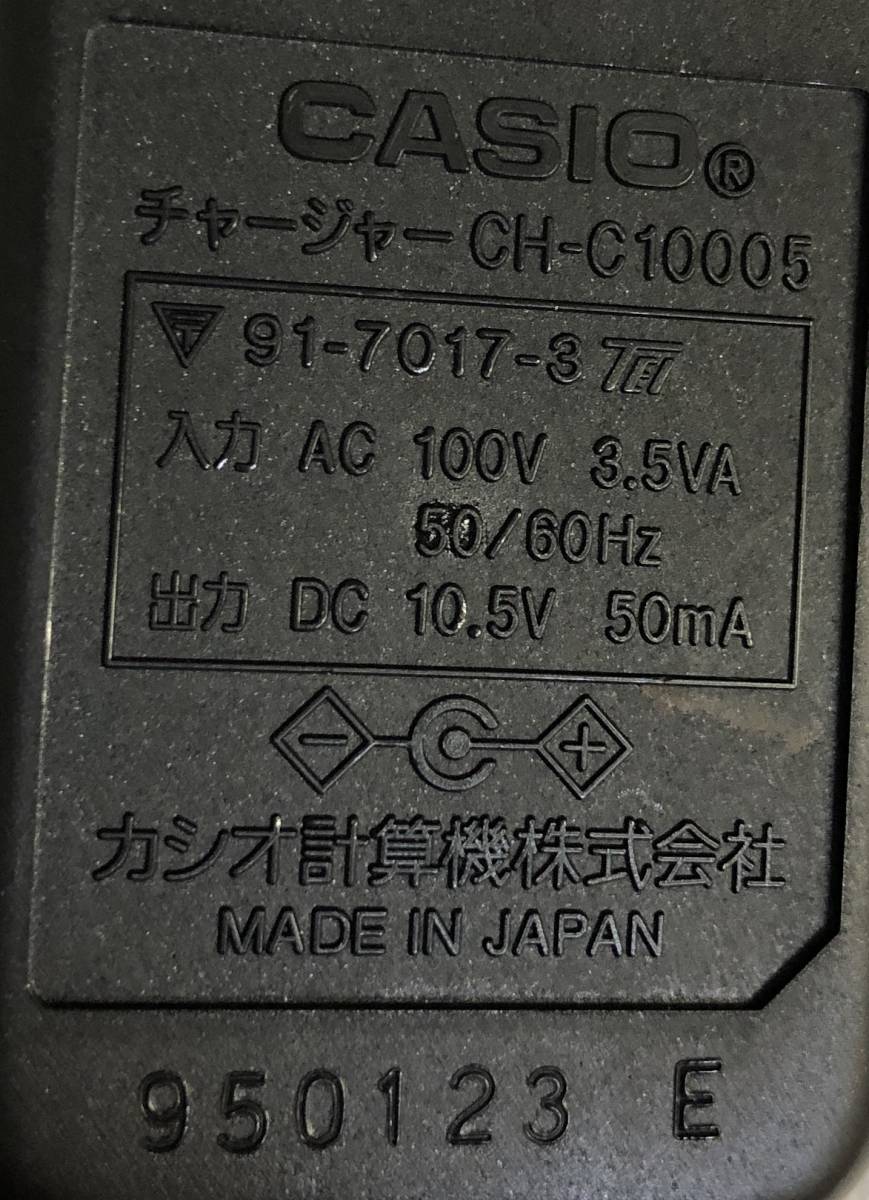 CASIO®
チャージャー CH-C10005
▽T 91-7017-3 TET
入力 AC 100V 3.5VA
50/60Hz
出力 DC 10.5V 50mA
− C +
カシオ計算機株式会社
MADE IN JAPAN
950123 E